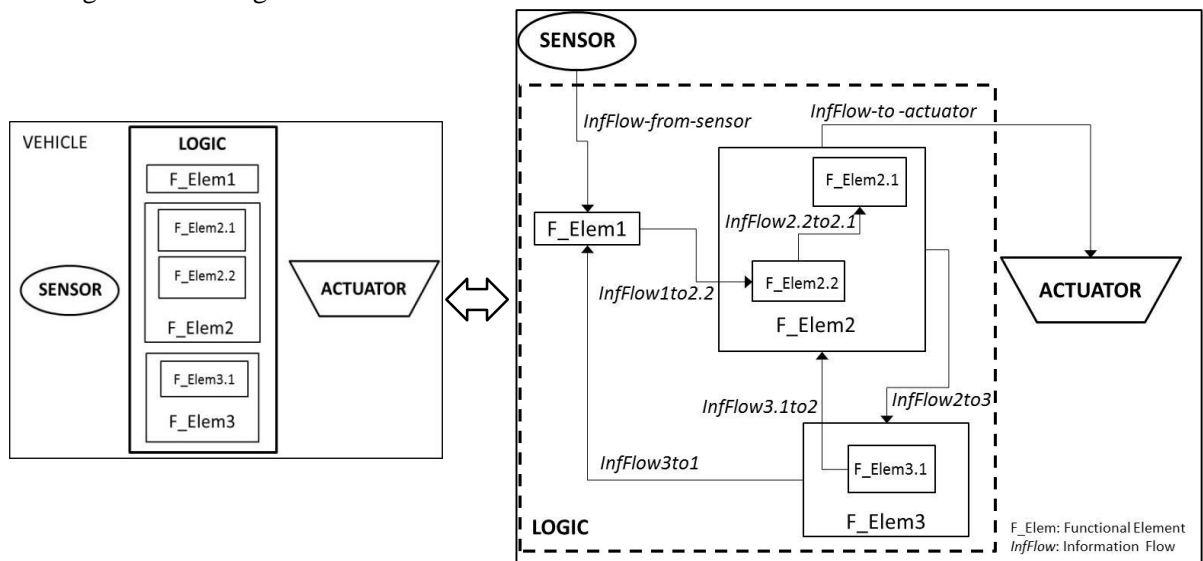 VEHICLE
LOGIC
F_Elem1
F_Elem2.1
F_Elem2.2
F_Elem2
F_Elem3.1
F_Elem3
SENSOR
ACTUATOR
SENSOR
InfFlow-from-sensor
InfFlow-to -actuator
F_Elem2.1
InfFlow2.2to2.1
F_Elem1
F_Elem2.2
InfFlow1to2.2
F_Elem2
ACTUATOR
InfFlow3.1to2
InfFlow2to3
InfFlow3to1
F_Elem3.1
F_Elem3
LOGIC
F_Elem: Functional Element
InfFlow: Information Flow